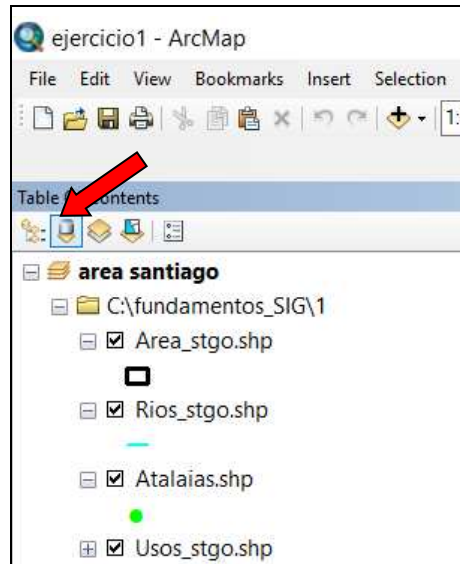 ejercicio1 - ArcMap
File Edit View Bookmarks Insert Selection
1:
Table Contents
area santiago
C:\fundamentos_SIG\1
Area_stgo.shp
Rios_stgo.shp
Atalaias.shp
Usos_stgo.shp